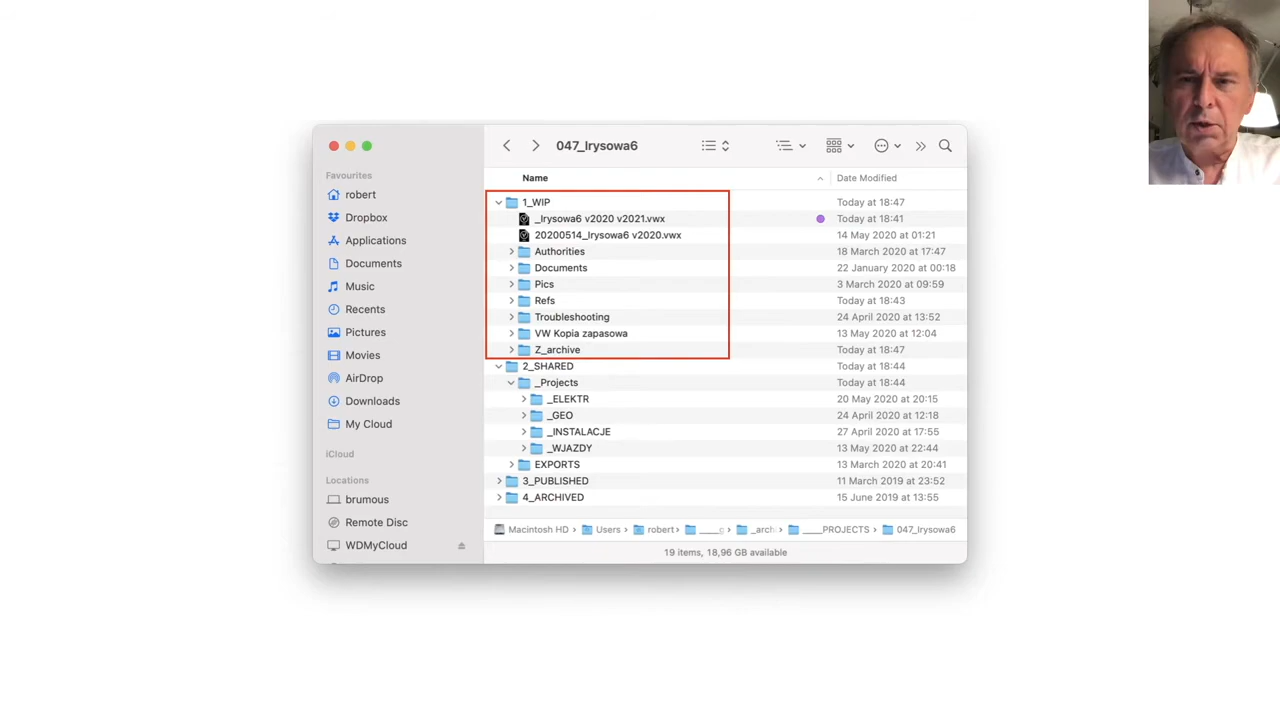 047_Irysowa6
Name Date Modified
Favourites
robert
Dropbox
Applications
Documents
Music
Recents
Pictures
Movies
AirDrop
Downloads
My Cloud
iCloud
Locations
brumous
Remote Disc
WDMyCloud
1_WIP Today at 18:47
_Irysowa6 v2020 v2021.vwx Today at 18:41
20200514_Irysowa6 v2020.vwx 14 May 2020 at 01:21
Authorities 18 March 2020 at 17:47
Documents 22 January 2020 at 00:18
Pics 3 March 2020 at 09:59
Refs Today at 18:43
Troubleshooting 24 April 2020 at 13:52
VW Kopia zapasowa 13 May 2020 at 12:04
Z_archive Today at 18:47
2_SHARED Today at 18:44
_Projects Today at 18:44
_ELEKTR 20 May 2020 at 20:15
_GEO 24 April 2020 at 12:18
_INSTALACJE 27 April 2020 at 17:55
_WJAZDY 13 May 2020 at 22:44
EXPORTS 13 March 2020 at 20:41
3_PUBLISHED 11 March 2019 at 23:52
4_ARCHIVED 15 June 2019 at 13:55
Macintosh HD › Users › robert › › _arch › ____PROJECTS › 047_Irysowa6
19 items, 18,96 GB available